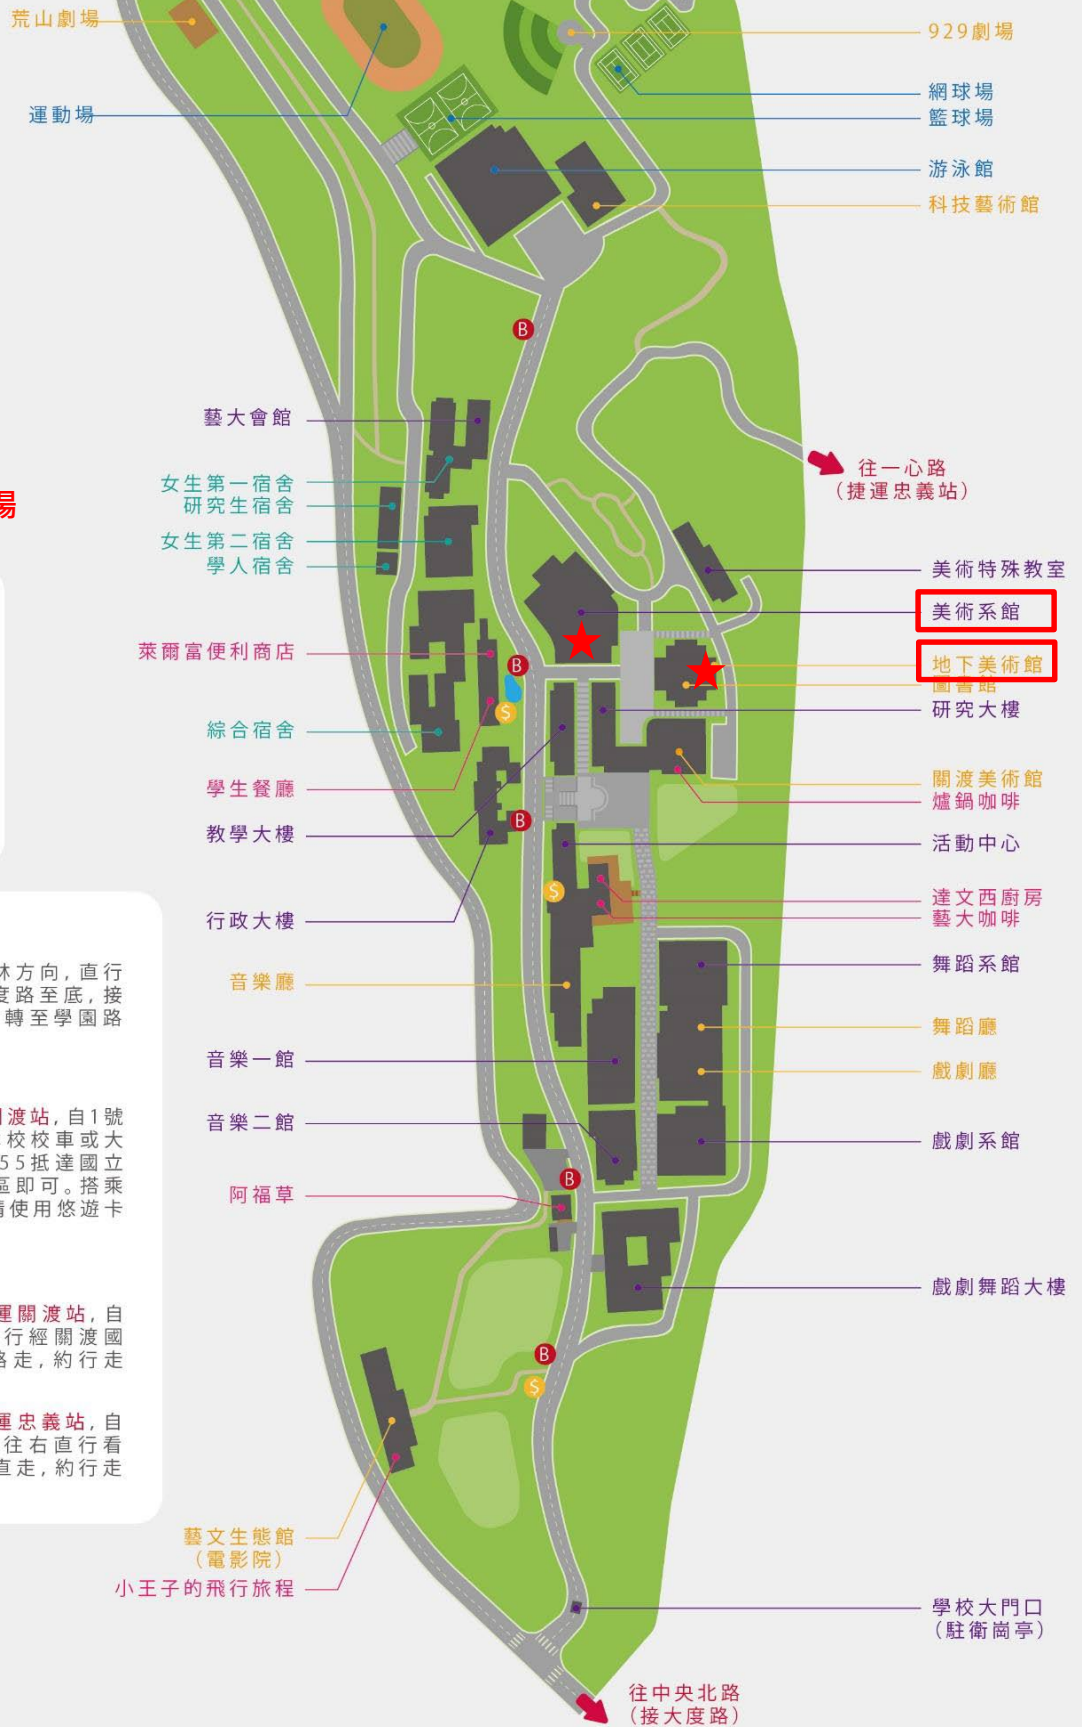 荒山劇場
929劇場
運動場
網球場
籃球場
游泳館
科技藝術館
B
藝大會館
往一心路
(捷運忠義站)
女生第一宿舍
研究生宿舍
場
女生第二宿舍
學人宿舍
美術特殊教室
美術系館
萊爾富便利商店
B
地下美術館
圖書館
$
研究大樓
綜合宿舍
學生餐廳
關渡美術館
爐鍋咖啡
教學大樓
B
活動中心
$
達文西廚房
藝大咖啡
行政大樓
林方向,直行
度路至底,接
轉至學園路
舞蹈系館
音樂廳
舞蹈廳
音樂一館
戲劇廳
渡站,自1號
校校車或大
55抵達國立
區即可。搭乘
請使用悠遊卡
音樂二館
戲劇系館
B
阿福草
戲劇舞蹈大樓
運關渡站,自
行經關渡國
路走,約行走
B
$
運忠義站,自
往右直行看
直走,約行走
藝文生態館
(電影院)
小王子的飛行旅程
學校大門口
(駐衛崗亭)
往中央北路
(接大度路)